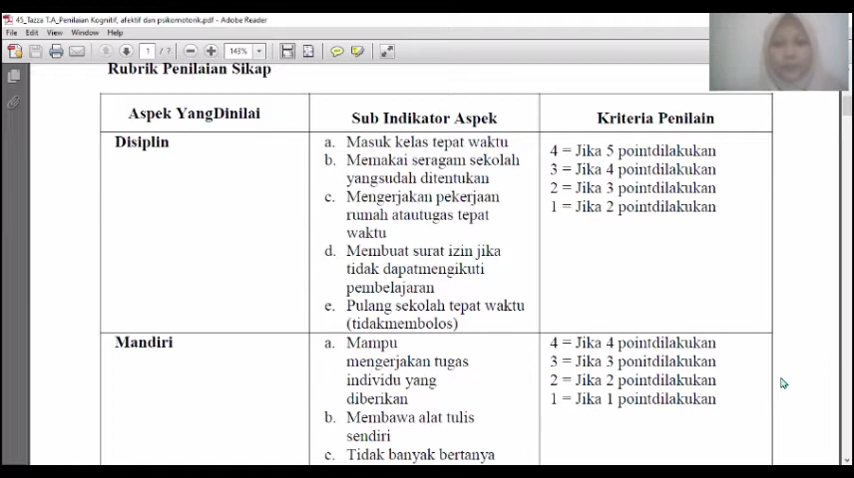 45_Tazza T.A_Penilaian Kognitif, afektif dan psikomotorik.pdf - Adobe Reader
File Edit View Window Help
1 / 7 143%
Rubrik Penilaian Sikap
Aspek YangDinilai
Sub Indikator Aspek
Kriteria Penilain
Disiplin
a. Masuk kelas tepat waktu
b. Memakai seragam sekolah
yangsudah ditentukan
c. Mengerjakan pekerjaan
rumah atautugas tepat
waktu
d. Membuat surat izin jika
tidak dapatmengikuti
pembelajaran
e. Pulang sekolah tepat waktu
(tidakmembolos)
4 = Jika 5 pointdilakukan
3 = Jika 4 pointdilakukan
2 = Jika 3 pointdilakukan
1 = Jika 2 pointdilakukan
Mandiri
a. Mampu
mengerjakan tugas
individu yang
diberikan
b. Membawa alat tulis
sendiri
c. Tidak banyak bertanya
4 = Jika 4 pointdilakukan
3 = Jika 3 ponitdilakukan
2 = Jika 2 pointdilakukan
1 = Jika 1 pointdilakukan